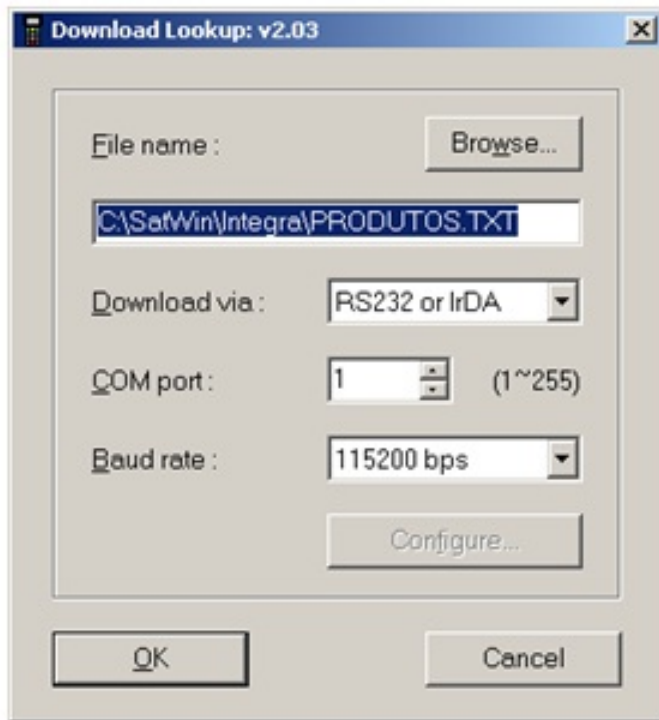 Download Lookup: v2.03
File name :
Browse...
C:\SatWin\Integra\PRODUTOS.TXT
Download via :
RS232 or IrDA
COM port :
1
(1~255)
Baud rate :
115200 bps
Configure...
OK
Cancel